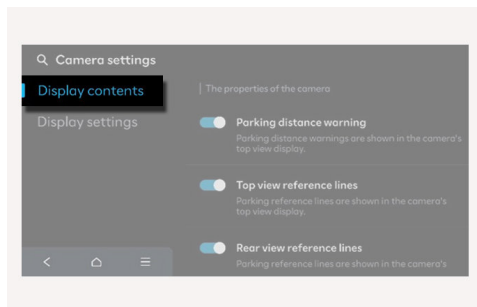 Camera settings
Display contents
Display settings
The properties of the camera
Parking distance warning
Parking distance warnings are shown in the camera's
top view display.
Top view reference lines
Parking reference lines are shown in the camera's
top view display.
Rear view reference lines
Parking reference lines are shown in the camera's